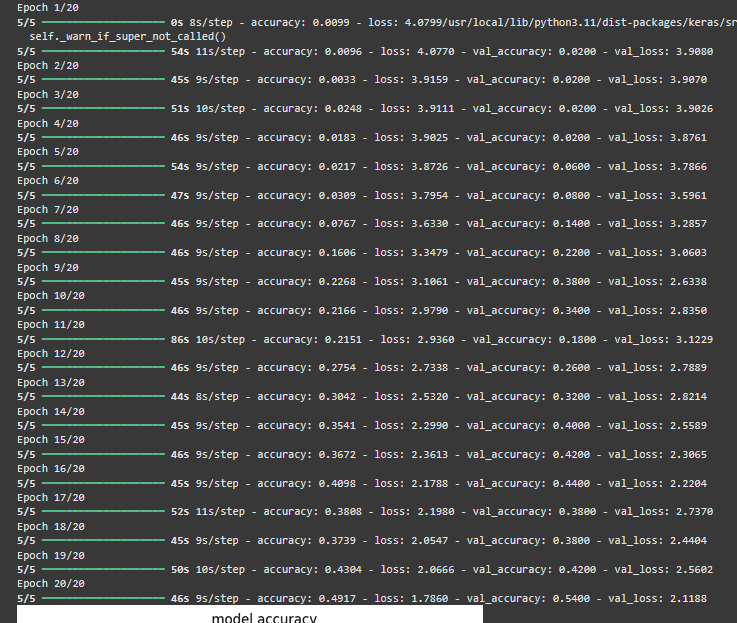 Epoch 1/20
5/5 ━━━━━━━━━━━━━━━━━━━━ 0s 8s/step - accuracy: 0.0099 - loss: 4.0799/usr/local/lib/python3.11/dist-packages/keras/sr
self._warn_if_super_not_called()
5/5 ━━━━━━━━━━━━━━━━━━━━ 54s 11s/step - accuracy: 0.0096 - loss: 4.0770 - val_accuracy: 0.0200 - val_loss: 3.9080
Epoch 2/20
5/5 ━━━━━━━━━━━━━━━━━━━━ 45s 9s/step - accuracy: 0.0033 - loss: 3.9159 - val_accuracy: 0.0200 - val_loss: 3.9070
Epoch 3/20
5/5 ━━━━━━━━━━━━━━━━━━━━ 51s 10s/step - accuracy: 0.0248 - loss: 3.9111 - val_accuracy: 0.0200 - val_loss: 3.9026
Epoch 4/20
5/5 ━━━━━━━━━━━━━━━━━━━━ 46s 9s/step - accuracy: 0.0183 - loss: 3.9025 - val_accuracy: 0.0200 - val_loss: 3.8761
Epoch 5/20
5/5 ━━━━━━━━━━━━━━━━━━━━ 54s 9s/step - accuracy: 0.0217 - loss: 3.8726 - val_accuracy: 0.0600 - val_loss: 3.7866
Epoch 6/20
5/5 ━━━━━━━━━━━━━━━━━━━━ 47s 9s/step - accuracy: 0.0309 - loss: 3.7954 - val_accuracy: 0.0800 - val_loss: 3.5961
Epoch 7/20
5/5 ━━━━━━━━━━━━━━━━━━━━ 46s 9s/step - accuracy: 0.0767 - loss: 3.6330 - val_accuracy: 0.1400 - val_loss: 3.2857
Epoch 8/20
5/5 ━━━━━━━━━━━━━━━━━━━━ 46s 9s/step - accuracy: 0.1606 - loss: 3.3479 - val_accuracy: 0.2200 - val_loss: 3.0603
Epoch 9/20
5/5 ━━━━━━━━━━━━━━━━━━━━ 45s 9s/step - accuracy: 0.2268 - loss: 3.1061 - val_accuracy: 0.3800 - val_loss: 2.6338
Epoch 10/20
5/5 ━━━━━━━━━━━━━━━━━━━━ 46s 9s/step - accuracy: 0.2166 - loss: 2.9790 - val_accuracy: 0.3400 - val_loss: 2.8350
Epoch 11/20
5/5 ━━━━━━━━━━━━━━━━━━━━ 86s 10s/step - accuracy: 0.2151 - loss: 2.9360 - val_accuracy: 0.1800 - val_loss: 3.1229
Epoch 12/20
5/5 ━━━━━━━━━━━━━━━━━━━━ 46s 9s/step - accuracy: 0.2754 - loss: 2.7338 - val_accuracy: 0.2600 - val_loss: 2.7889
Epoch 13/20
5/5 ━━━━━━━━━━━━━━━━━━━━ 44s 8s/step - accuracy: 0.3042 - loss: 2.5320 - val_accuracy: 0.3200 - val_loss: 2.8214
Epoch 14/20
5/5 ━━━━━━━━━━━━━━━━━━━━ 45s 9s/step - accuracy: 0.3541 - loss: 2.2990 - val_accuracy: 0.4000 - val_loss: 2.5589
Epoch 15/20
5/5 ━━━━━━━━━━━━━━━━━━━━ 46s 9s/step - accuracy: 0.3672 - loss: 2.3613 - val_accuracy: 0.4200 - val_loss: 2.3065
Epoch 16/20
5/5 ━━━━━━━━━━━━━━━━━━━━ 45s 9s/step - accuracy: 0.4098 - loss: 2.1788 - val_accuracy: 0.4400 - val_loss: 2.2204
Epoch 17/20
5/5 ━━━━━━━━━━━━━━━━━━━━ 52s 11s/step - accuracy: 0.3808 - loss: 2.1980 - val_accuracy: 0.3800 - val_loss: 2.7370
Epoch 18/20
5/5 ━━━━━━━━━━━━━━━━━━━━ 45s 9s/step - accuracy: 0.3739 - loss: 2.0547 - val_accuracy: 0.3800 - val_loss: 2.4404
Epoch 19/20
5/5 ━━━━━━━━━━━━━━━━━━━━ 50s 10s/step - accuracy: 0.4304 - loss: 2.0666 - val_accuracy: 0.4200 - val_loss: 2.5602
Epoch 20/20
5/5 ━━━━━━━━━━━━━━━━━━━━ 46s 9s/step - accuracy: 0.4917 - loss: 1.7860 - val_accuracy: 0.5400 - val_loss: 2.1188
model accuracy